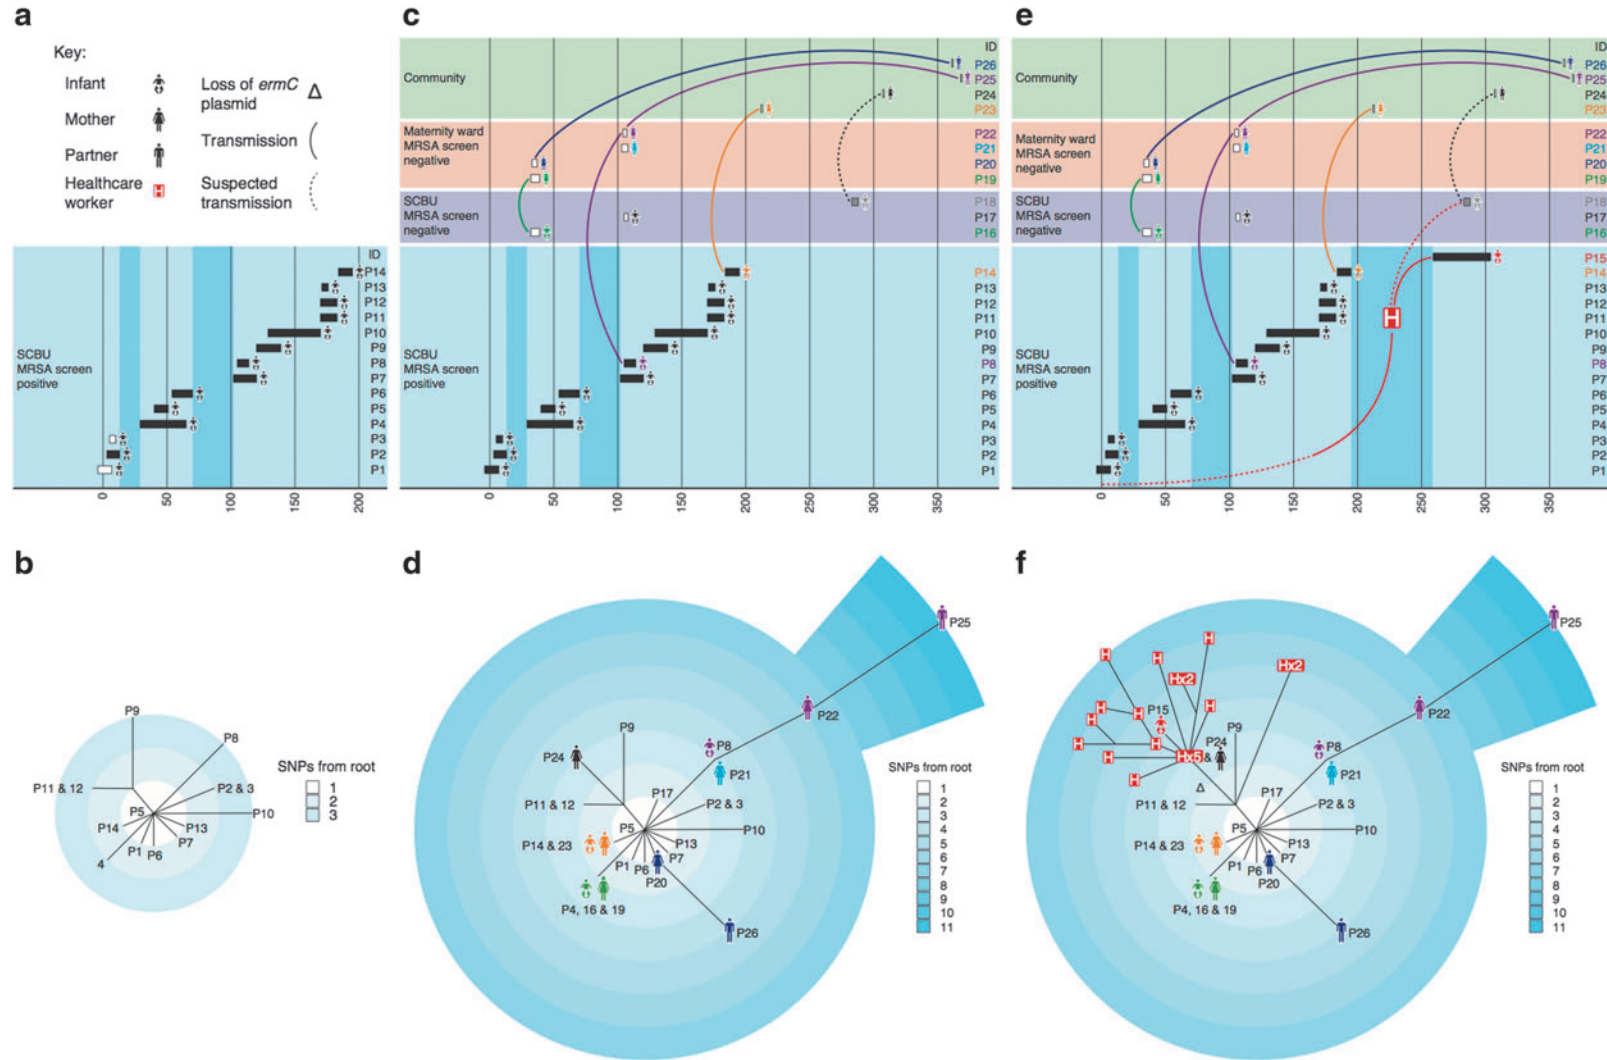 a
Key:
Infant
Mother
Partner
Healthcare
worker
H
Loss of ermC
plasmid
Δ
Transmission
Suspected
transmission
ID
P14
P13
P12
P11
P10
P9
P8
P7
P6
P5
P4
P3
P2
P1
SCBU
MRSA screen
positive
0
50
100
150
200
c
Community
Maternity ward
MRSA screen
negative
SCBU
MRSA screen
negative
SCBU
MRSA screen
positive
ID
P26
P25
P24
P23
P22
P21
P20
P19
P18
P17
P16
P14
P13
P12
P11
P10
P9
P8
P7
P6
P5
P4
P3
P2
P1
0
50
100
150
200
250
300
350
e
Community
Maternity ward
MRSA screen
negative
SCBU
MRSA screen
negative
SCBU
MRSA screen
positive
H
ID
P26
P25
P24
P23
P22
P21
P20
P19
P18
P17
P16
P15
P14
P13
P12
P11
P10
P9
P8
P7
P6
P5
P4
P3
P2
P1
0
50
100
150
200
250
300
350
b
P9
P8
P11 & 12
P2 & 3
P5
P10
P14
P13
P7
P1
P6
4
SNPs from root
1
2
3
d
P25
P22
P9
P8
P24
P21
P17
P11 & 12
P2 & 3
P5
P10
P14 & 23
P13
P7
P1
P6
P20
P4, 16 & 19
P26
SNPs from root
1
2
3
4
5
6
7
8
9
10
11
f
P25
H
H
H
Hx2
Hx2
H
P15
H
H
H
P22
H
H
P9
P24
P8
H
Hx5
&
H
P21
H
Δ
P17
P11 & 12
P2 & 3
P5
P10
P14 & 23
P13
P7
P1
P6
P20
P4, 16 & 19
P26
SNPs from root
1
2
3
4
5
6
7
8
9
10
11